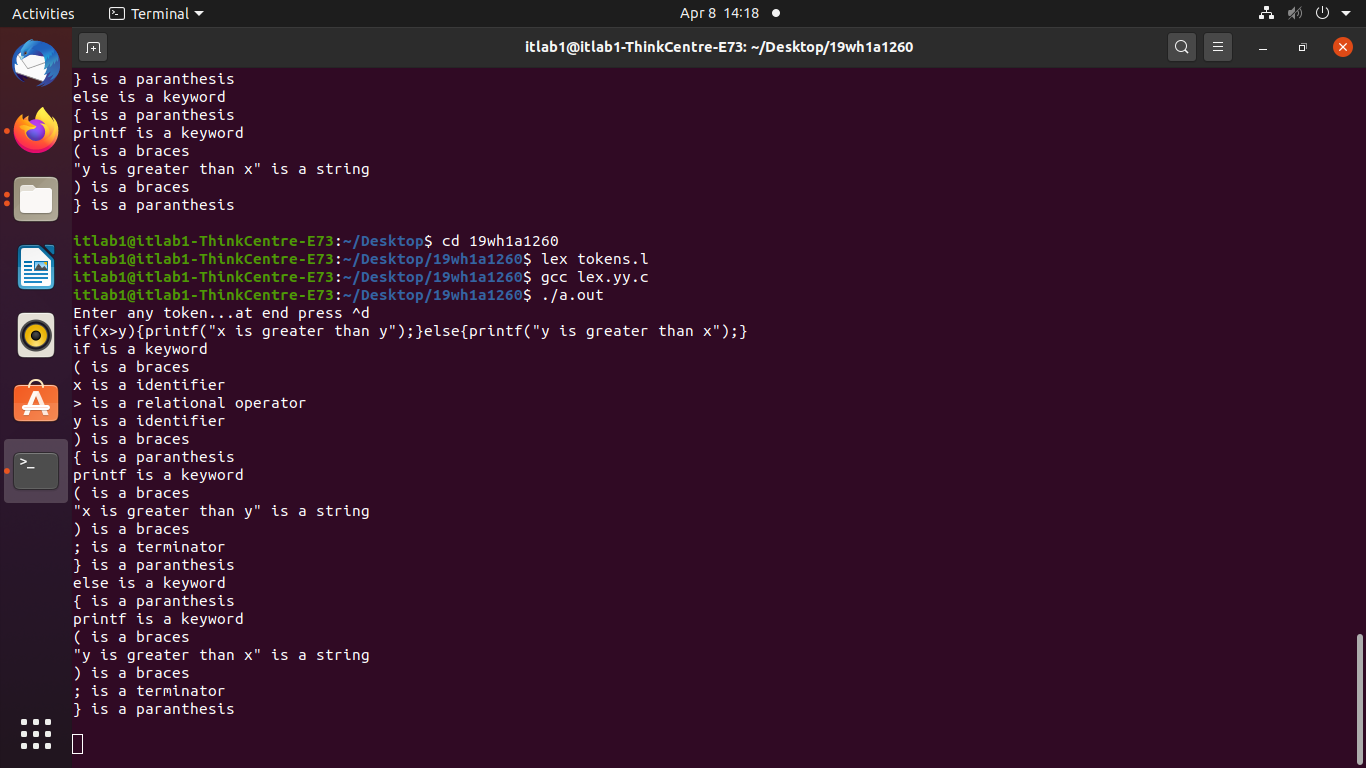 Activities
Terminal
Apr 8 14:18
itlab1@itlab1-ThinkCentre-E73: ~/Desktop/19wh1a1260
} is a paranthesis
else is a keyword
{ is a paranthesis
printf is a keyword
( is a braces
"y is greater than x" is a string
) is a braces
} is a paranthesis
itlab1@itlab1-ThinkCentre-E73:~/Desktop$ cd 19wh1a1260
itlab1@itlab1-ThinkCentre-E73:~/Desktop/19wh1a1260$ lex tokens.l
itlab1@itlab1-ThinkCentre-E73:~/Desktop/19wh1a1260$ gcc lex.yy.c
itlab1@itlab1-ThinkCentre-E73:~/Desktop/19wh1a1260$ ./a.out
Enter any token...at end press ^d
if(x>y){printf("x is greater than y");}else{printf("y is greater than x");}
if is a keyword
( is a braces
x is a identifier
> is a relational operator
y is a identifier
) is a braces
{ is a paranthesis
printf is a keyword
( is a braces
"x is greater than y" is a string
) is a braces
; is a terminator
} is a paranthesis
else is a keyword
{ is a paranthesis
printf is a keyword
( is a braces
"y is greater than x" is a string
) is a braces
; is a terminator
} is a paranthesis